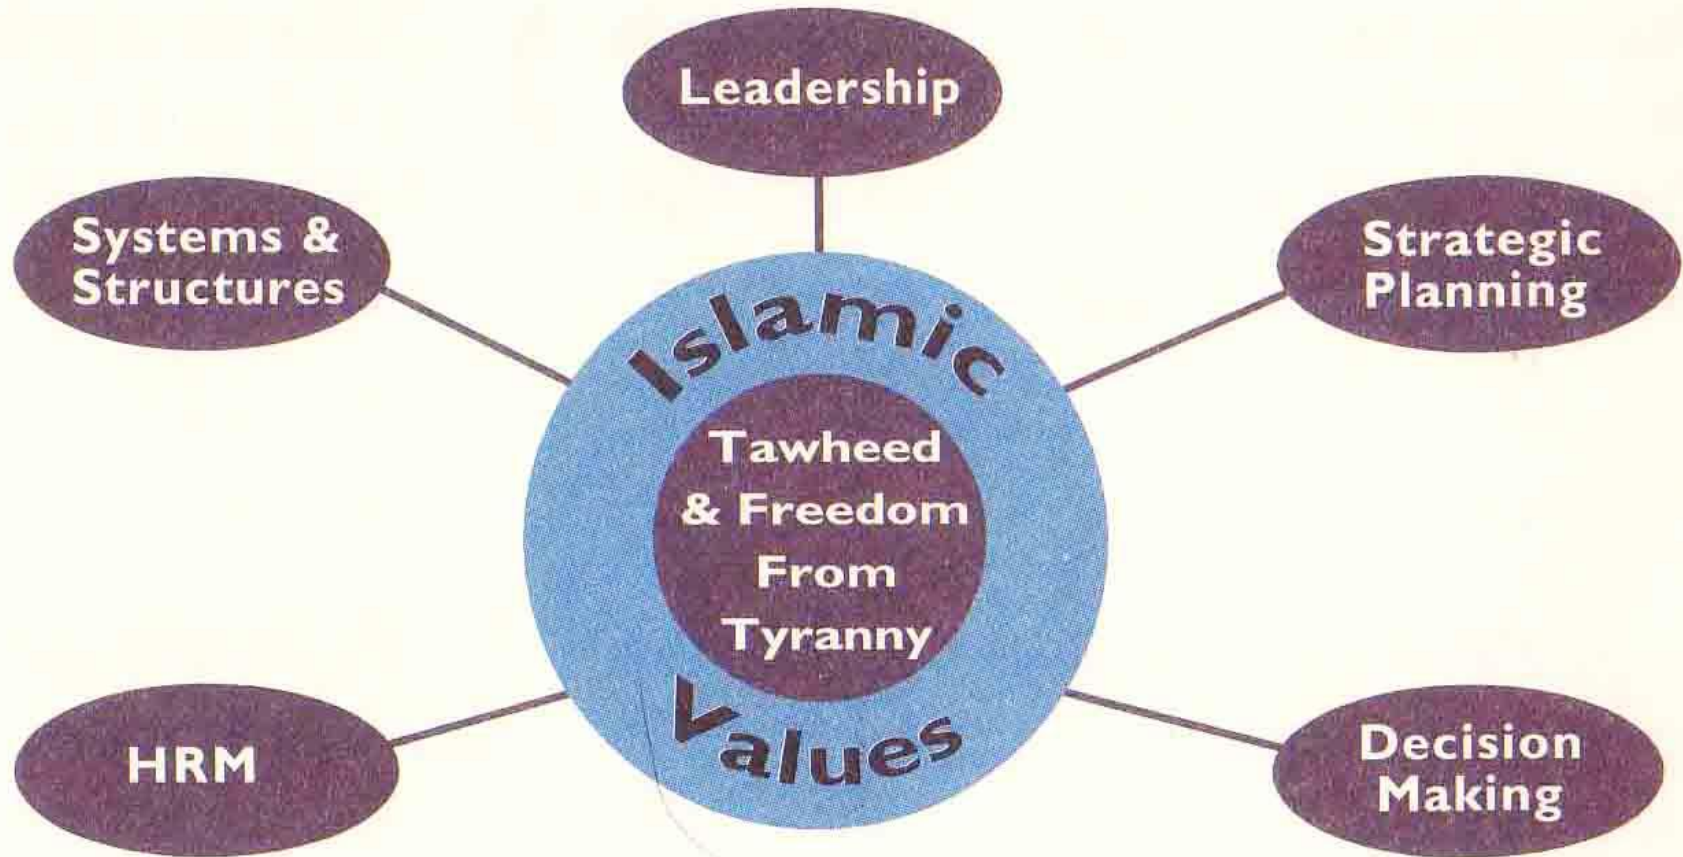 Leadership
Systems &
Structures
Strategic
Planning
Islamic
Tawheed
& Freedom
From
Tyranny
Values
HRM
Decision
Making